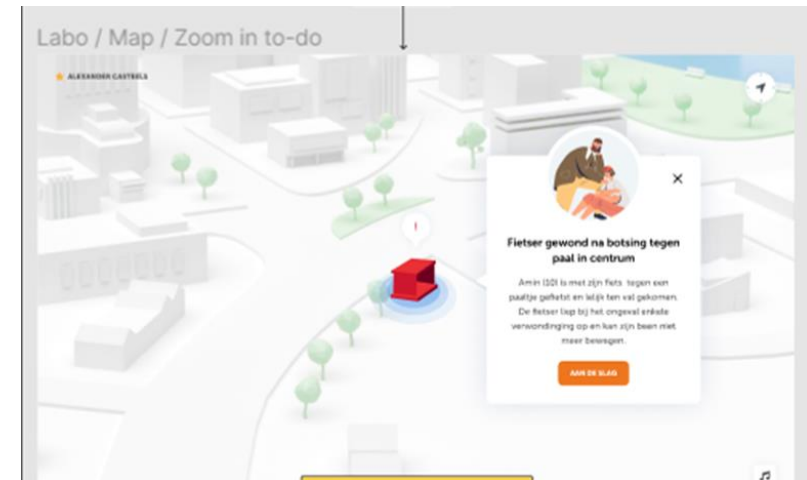 Labo / Map / Zoom in to-do
ALEXANDER CASTEELS
!
Fietser gewond na botsing tegen
paal in centrum
Amin (10) is met zijn fiets tegen een
paaltje gefietst en lelijk ten val gekomen.
De fietser liep bij het ongeval enkele
verwondinging op en kan zijn been niet
meer bewegen.
AAN DE SLAG